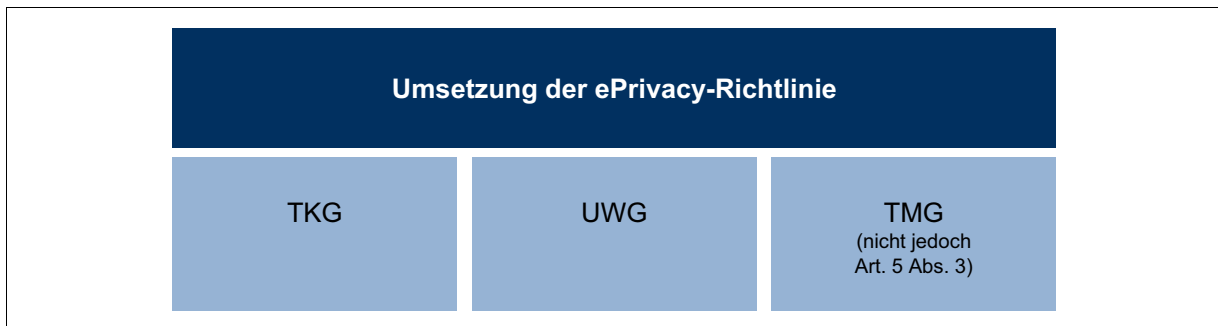 Umsetzung der ePrivacy-Richtlinie
TKG
UWG
TMG
(nicht jedoch
Art. 5 Abs. 3)